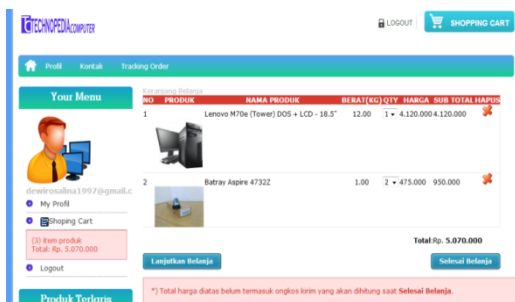 TECHNOPEDIACOMPUTER
LOGOUT
SHOPPING CART
Profil Kontak Tracking Order
Your Menu
dewirosalina1997@gmail.c
My Profil
Shoping Cart
(3) item produk
Total: Rp. 5.070.000
Logout
Produk Terlaris
Keranjang Belanja
NO PRODUK NAMA PRODUK BERAT(KG) QTY HARGA SUB TOTAL HAPUS
1 Lenovo M70e (Tower) DOS + LCD - 18.5" 12.00 1 4.120.000 4.120.000
2 Batray Aspire 4732Z 1.00 2 475.000 950.000
Total Rp. 5.070.000
Lanjutkan Belanja
Selesai Belanja
*) Total harga diatas belum termasuk ongkos kirim yang akan dihitung saat Selesai Belanja.